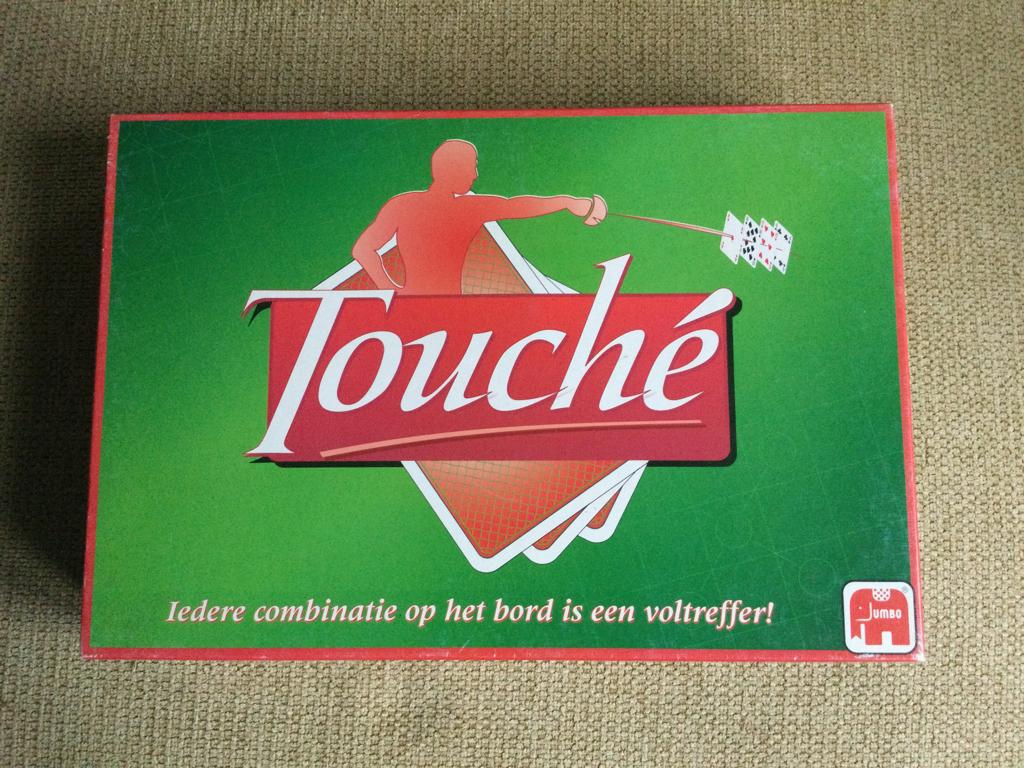 Touché
Iedere combinatie op het bord is een voltreffer!
JUMBO